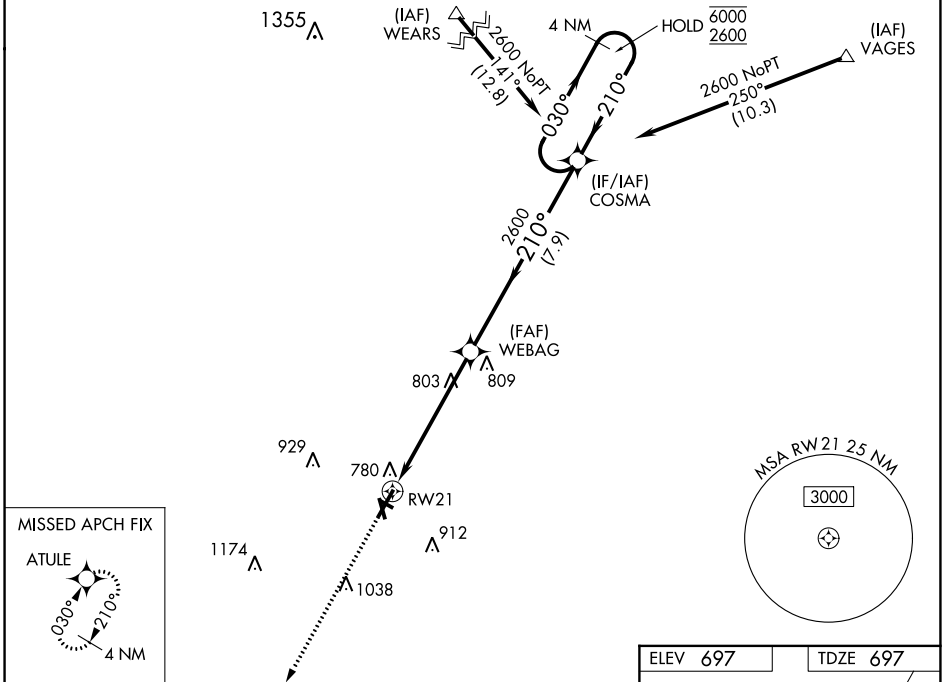 1355
(IAF)
WEARS
2600 NoPT
141°
(12.8)
4 NM
HOLD
6000
2600
030°
210°
(IAF)
VAGES
2600 NoPT
250°
(10.3)
(IF/IAF)
COSMA
2600
210°
(7.9)
(FAF)
WEBAG
803
809
929
780
RW21
912
1174
1038
MSA RW21 25 NM
3000
MISSED APCH FIX
ATULE
030°
210°
4 NM
ELEV 697
TDZE 697